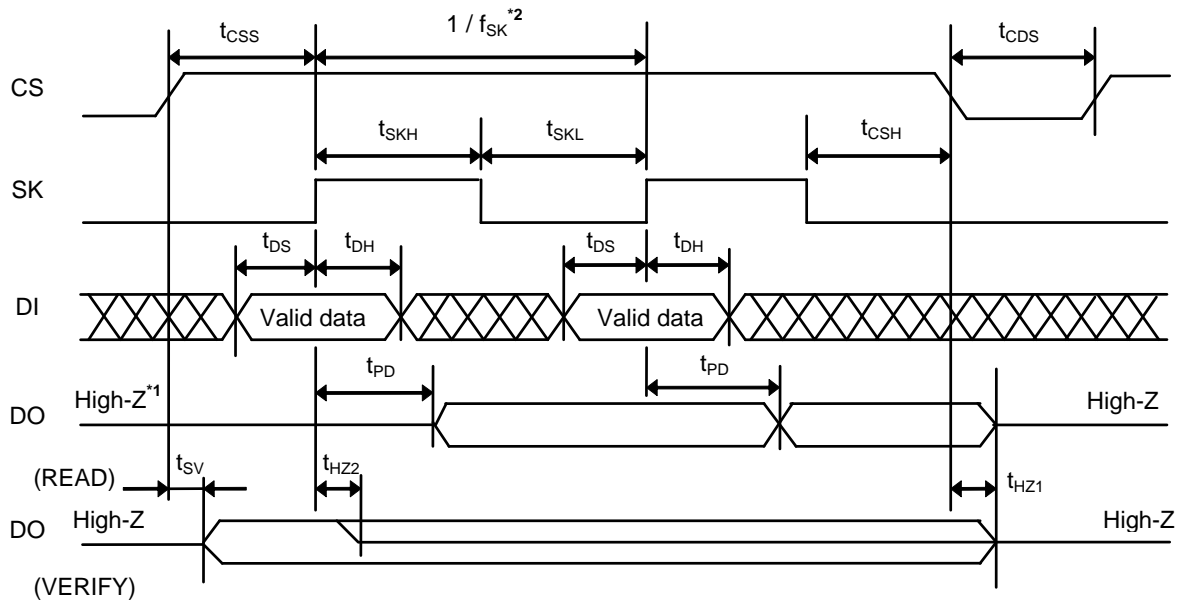 tCSS 1 / fSK*2 tCDS
CS
tSKH tSKL tCSH
SK
tDS tDH tDS tDH
DI Valid data Valid data
tPD tPD
High-Z*1 High-Z
DO
(READ) tSV tHZ2 tHZ1
High-Z High-Z
DO
(VERIFY)